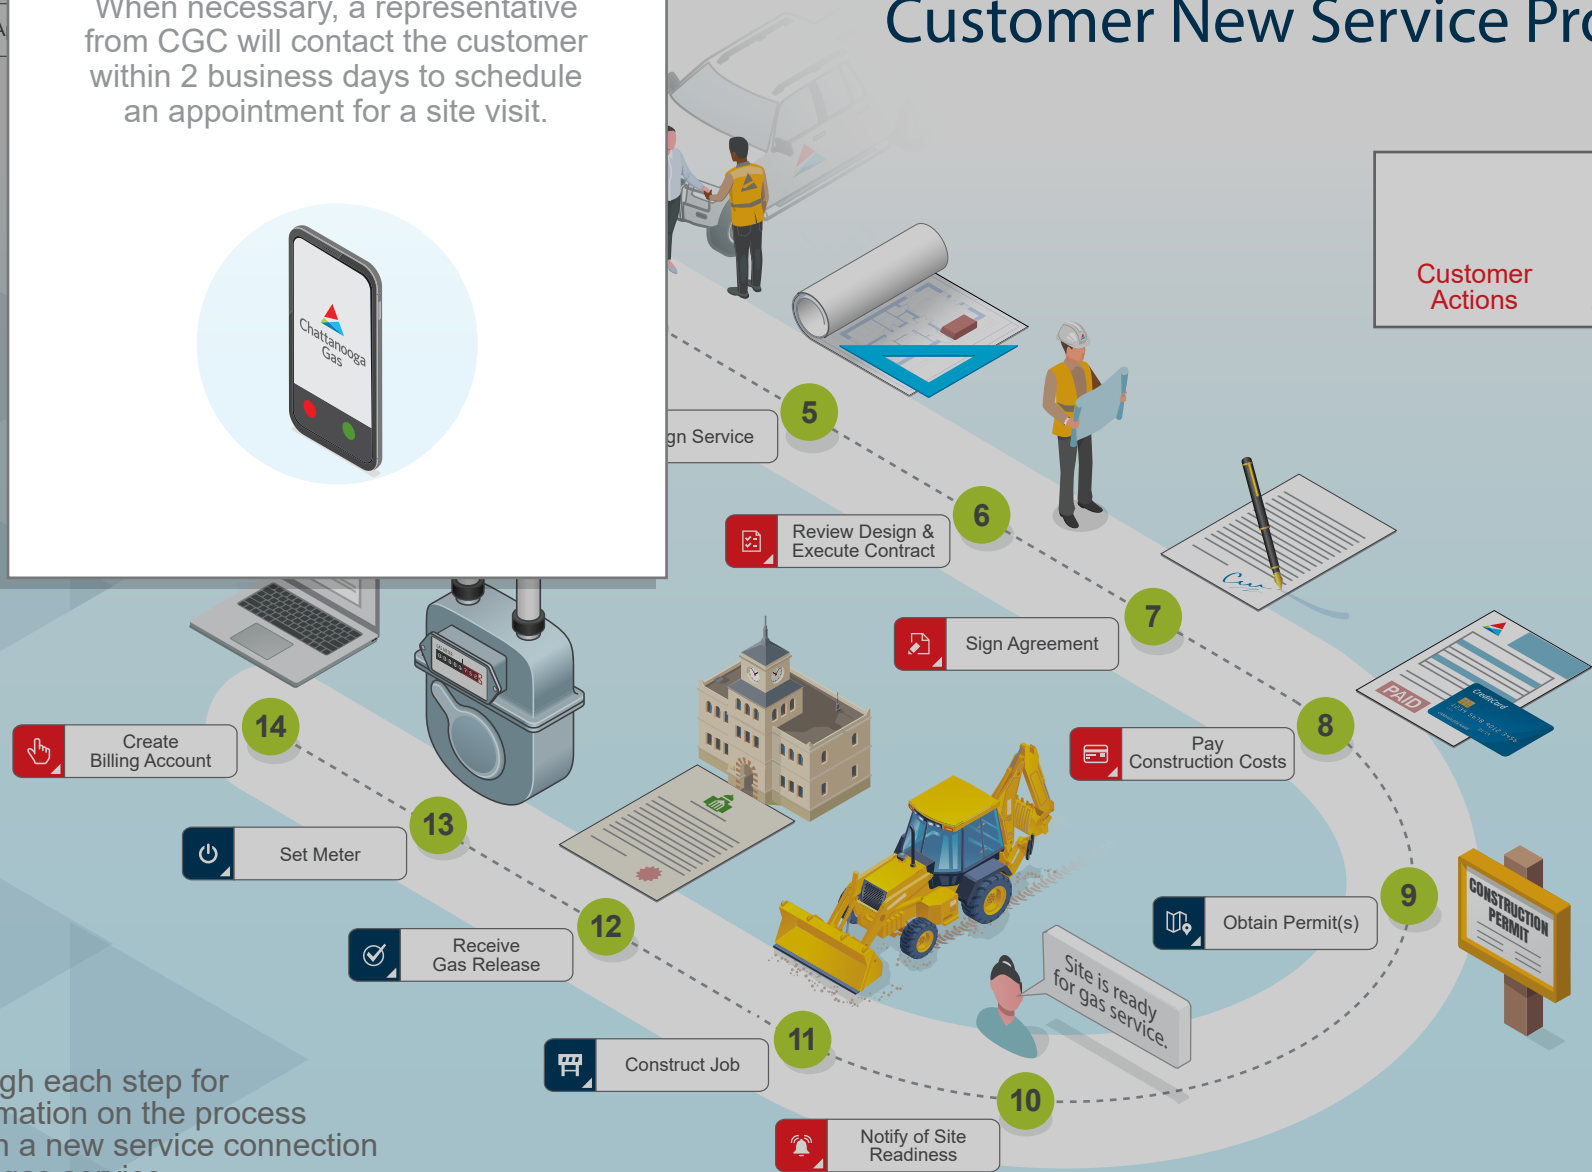 When necessary, a representative
from CGC will contact the customer
within 2 business days to schedule
an appointment for a site visit.
Chattanooga
Gas
Customer New Service Pro
Customer
Actions
gn Service
5
6
Review Design &
Execute Contract
7
Sign Agreement
8
Pay
Construction Costs
PAID
CreditCard
14
Create
Billing Account
13
Set Meter
12
Receive
Gas Release
9
Obtain Permit(s)
CONSTRUCTION
PERMIT
Site is ready
for gas service.
11
Construct Job
10
Notify of Site
Readiness
gh each step for
mation on the process
n a new service connection